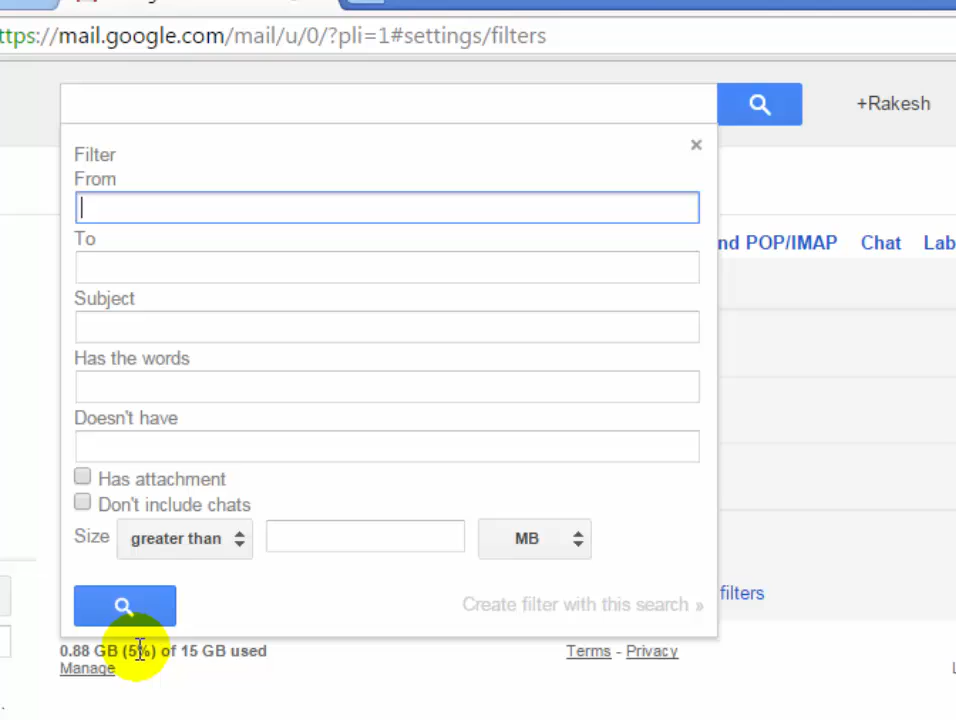 ttps://mail.google.com/mail/u/0/?pli=1#settings/filters
+Rakesh
Filter
From
To
nd POP/IMAP Chat Lab
Subject
Has the words
Doesn't have
Has attachment
Don't include chats
Size greater than MB
filters
Create filter with this search »
0.88 GB (5%) of 15 GB used
Manage
Terms - Privacy